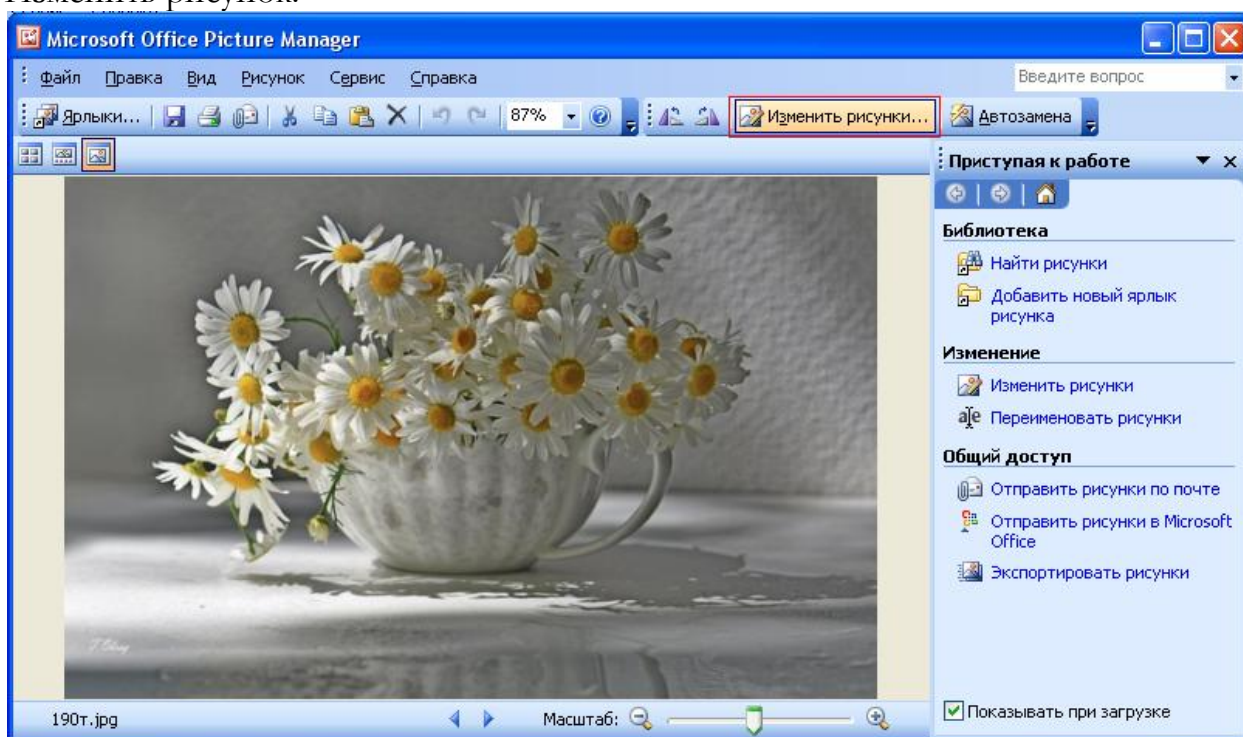 Изменить рисунок.
Microsoft Office Picture Manager
Файл Правка Вид Рисунок Сервис Справка Введите вопрос
Ярлыки... 87% Изменить рисунки... Автозамена
Приступая к работе
Библиотека
Найти рисунки
Добавить новый ярлык
рисунка
Изменение
Изменить рисунки
Переименовать рисунки
Общий доступ
Отправить рисунки по почте
Отправить рисунки в Microsoft
Office
Экспортировать рисунки
190т.jpg Масштаб: Показывать при загрузке